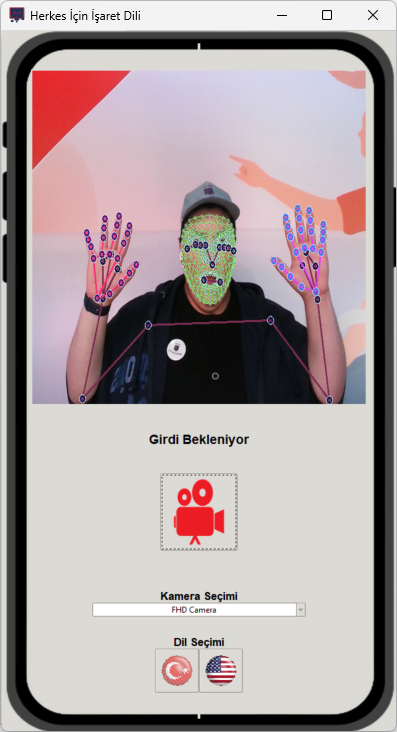 Herkes İçin İşaret Dili
Girdi Bekleniyor
Kamera Seçimi
FHD Camera
Dil Seçimi